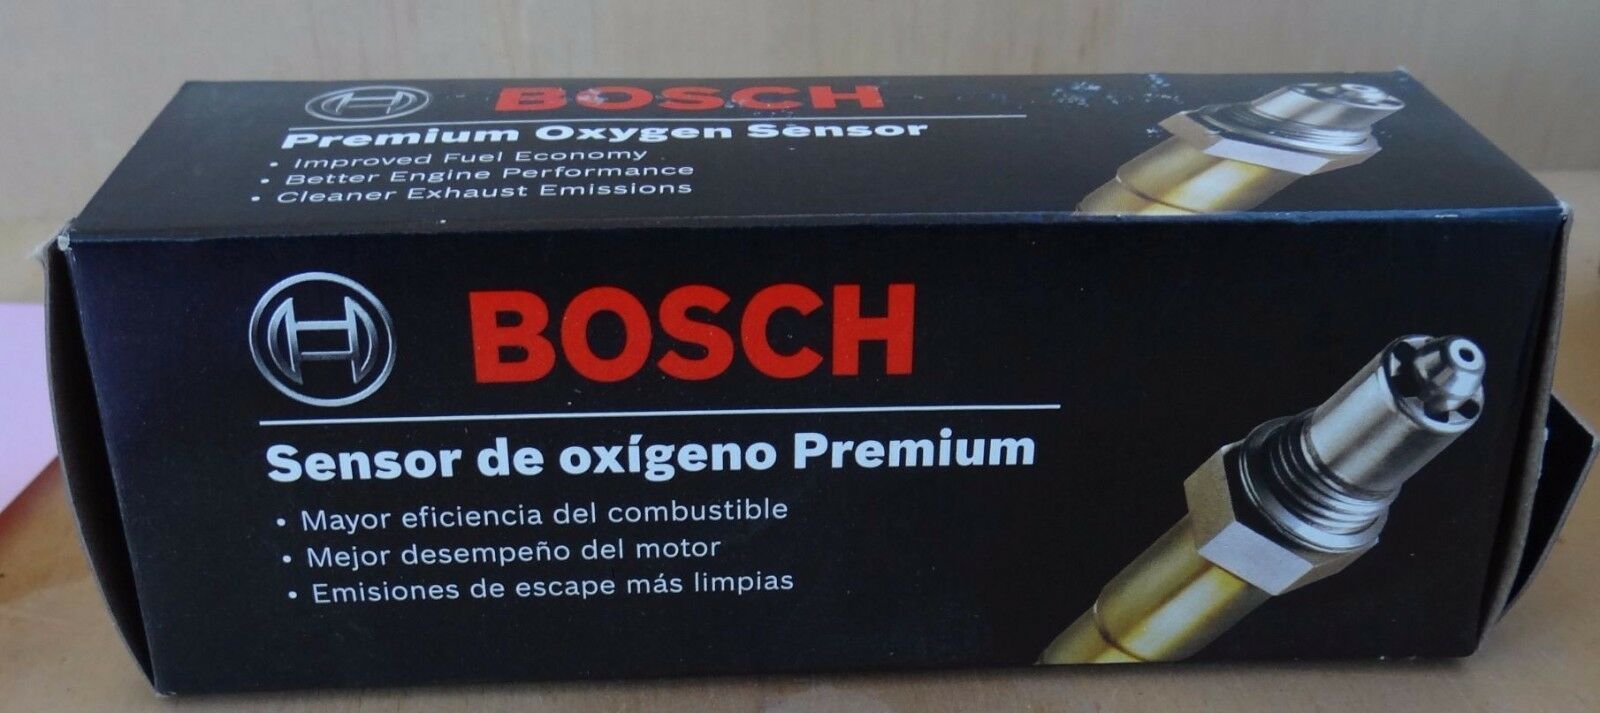 BOSCH
Premium Oxygen Sensor
• Improved Fuel Economy
• Better Engine Performance
• Cleaner Exhaust Emissions
BOSCH
Sensor de oxígeno Premium
• Mayor eficiencia del combustible
• Mejor desempeño del motor
• Emisiones de escape más limpias